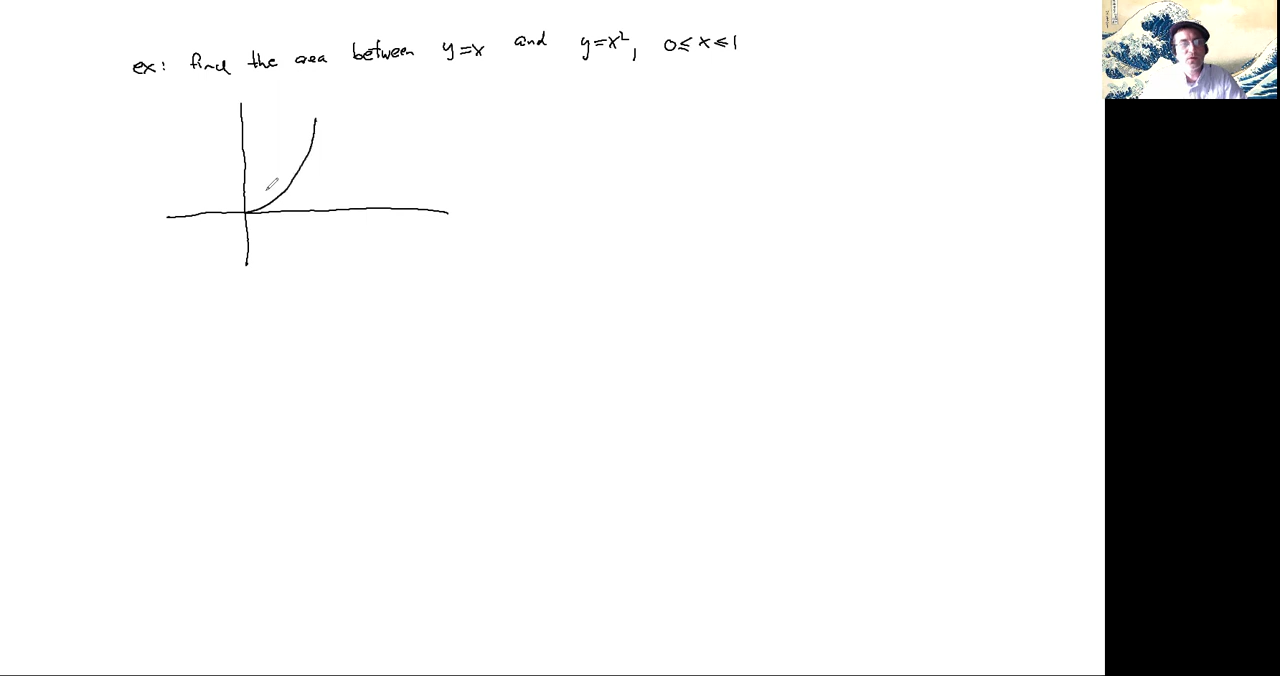 ex: find the area between y=x and y=x², 0≤x≤1